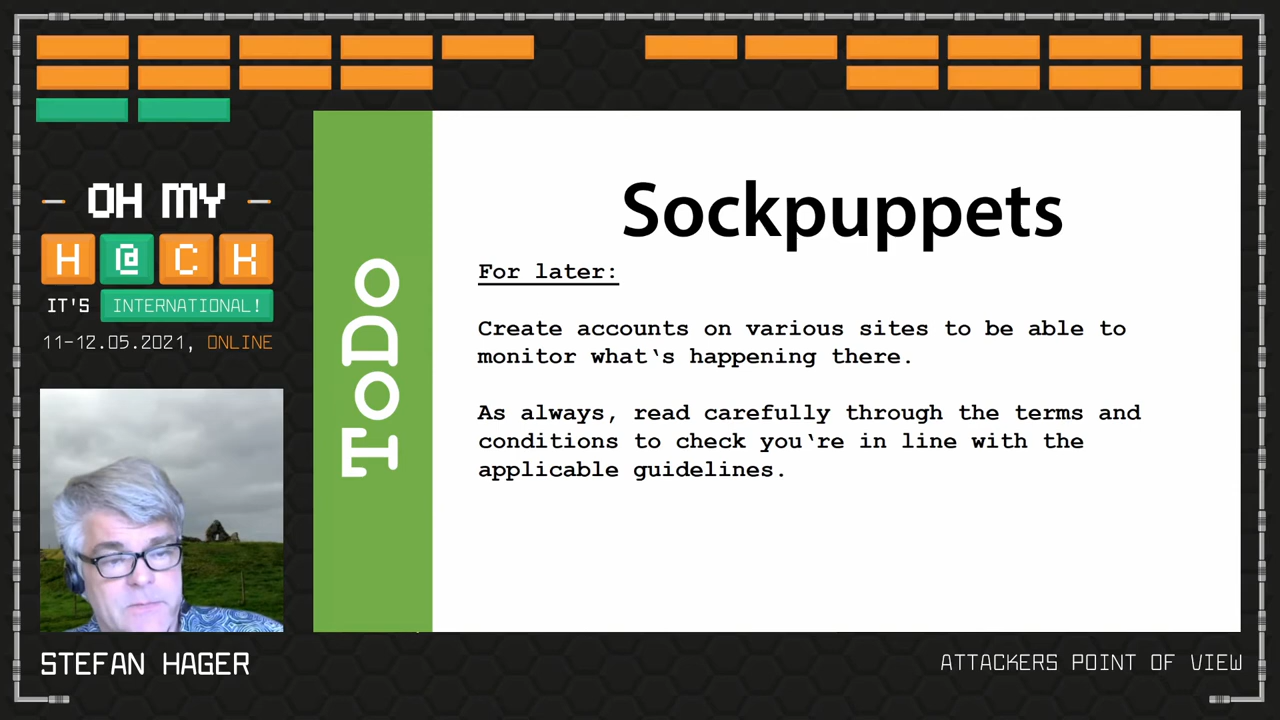 OH MY
H@CK
IT'S INTERNATIONAL!
11-12.05.2021, ONLINE
ToDo
Sockpuppets
For later:
Create accounts on various sites to be able to
monitor what`s happening there.
As always, read carefully through the terms and
conditions to check you`re in line with the
applicable guidelines.
STEFAN HAGER
ATTACKERS POINT OF VIEW